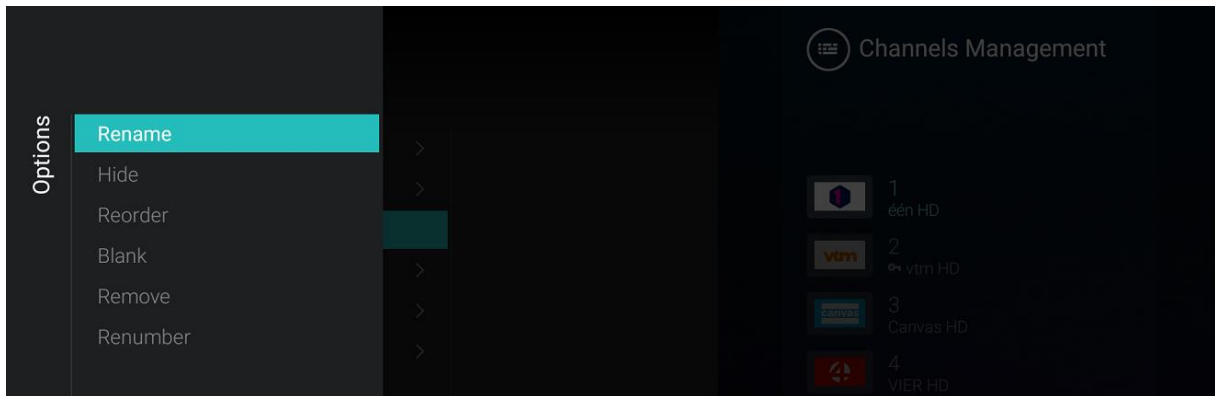 Options
Rename
Hide
Reorder
Blank
Remove
Renumber
Channels Management
1
één HD
vtm
2
vtm HD
canvas
3
Canvas HD
4
4
VIER HD